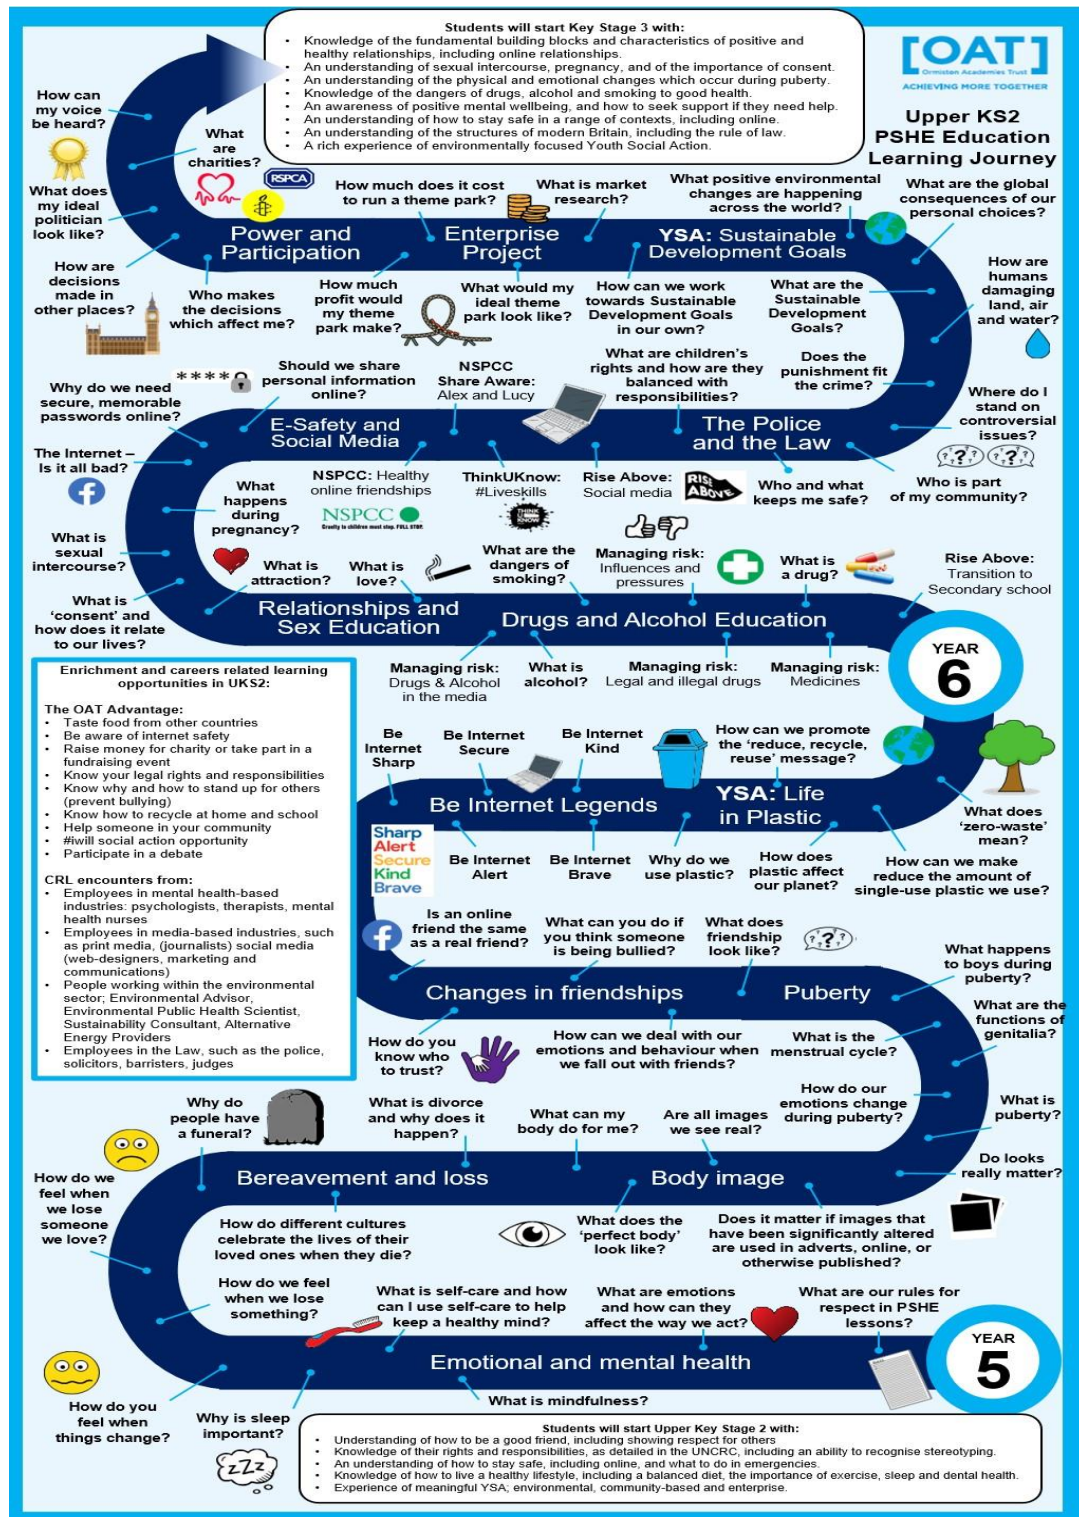 Students will start Key Stage 3 with:
• Knowledge of the fundamental building blocks and characteristics of positive and
healthy relationships, including online relationships.
• An understanding of sexual intercourse, pregnancy, and of the importance of consent.
• An understanding of the physical and emotional changes which occur during puberty.
• Knowledge of the dangers of drugs, alcohol and smoking to good health.
• An awareness of positive mental wellbeing, and how to seek support if they need help.
• An understanding of how to stay safe in a range of contexts, including online.
• An understanding of the structures of modern Britain, including the rule of law.
• A rich experience of environmentally focused Youth Social Action.
[OAT]
Ormiston Academies Trust
ACHIEVING MORE TOGETHER
Upper KS2
PSHE Education
Learning Journey
How can
my voice
be heard?
What
are
charities?
RSPCA
What does
my ideal
politician
look like?
How much does it cost
to run a theme park?
What is market
research?
What positive environmental
changes are happening
across the world?
What are the global
consequences of our
personal choices?
Power and
Participation
Enterprise
Project
YSA: Sustainable
Development Goals
How are
decisions
made in
other places?
Who makes
the decisions
which affect me?
How much
profit would
my theme
park make?
What would my
ideal theme
park look like?
How can we work
towards Sustainable
Development Goals
in our own?
What are the
Sustainable
Development
Goals?
How are
humans
damaging
land, air
and water?
Why do we need
secure, memorable
passwords online?
****
Should we share
personal information
online?
NSPCC
Share Aware:
Alex and Lucy
What are children's
rights and how are they
balanced with
responsibilities?
Does the
punishment fit
the crime?
Where do I
stand on
controversial
issues?
E-Safety and
Social Media
The Police
and the Law
The Internet –
Is it all bad?
What
happens
during
pregnancy?
NSPCC: Healthy
online friendships
NSPCC
Cruelty to children must stop. FULL STOP.
ThinkUKnow:
#Liveskills
THINK
U
KNOW
Rise Above:
Social media
RISE
ABOVE
Who and what
keeps me safe?
Who is part
of my community?
What is
sexual
intercourse?
What is
attraction?
What is
love?
What are the
dangers of
smoking?
Managing risk:
Influences and
pressures
What is
a drug?
Rise Above:
Transition to
Secondary school
What is
'consent' and
how does it relate
to our lives?
Relationships and
Sex Education
Drugs and Alcohol Education
Managing risk:
Drugs & Alcohol
in the media
What is
alcohol?
Managing risk:
Legal and illegal drugs
Managing risk:
Medicines
YEAR
6
Enrichment and careers related learning
opportunities in UKS2:
The OAT Advantage:
• Taste food from other countries
• Be aware of internet safety
• Raise money for charity or take part in a
fundraising event
• Know your legal rights and responsibilities
• Know why and how to stand up for others
(prevent bullying)
• Know how to recycle at home and school
• Help someone in your community
• #iwill social action opportunity
• Participate in a debate
CRL encounters from:
• Employees in mental health-based
industries: psychologists, therapists, mental
health nurses
• Employees in media-based industries, such
as print media, (journalists) social media
(web-designers, marketing and
communications)
• People working within the environmental
sector; Environmental Advisor,
Environmental Public Health Scientist,
Sustainability Consultant, Alternative
Energy Providers
• Employees in the Law, such as the police,
solicitors, barristers, judges
Be
Internet
Sharp
Be Internet
Secure
Be Internet
Kind
How can we promote
the 'reduce, recycle,
reuse' message?
Be Internet Legends
YSA: Life
in Plastic
What does
'zero-waste'
mean?
Sharp
Alert
Secure
Kind
Brave
Be Internet
Alert
Be Internet
Brave
Why do we
use plastic?
How does
plastic affect
our planet?
How can we make
reduce the amount of
single-use plastic we use?
Is an online
friend the same
as a real friend?
What can you do if
you think someone
is being bullied?
What does
friendship
look like?
What happens
to boys during
puberty?
Changes in friendships
Puberty
What are the
functions of
genitalia?
How do you
know who
to trust?
How can we deal with our
emotions and behaviour when
we fall out with friends?
What is the
menstrual cycle?
How do our
emotions change
during puberty?
What is
puberty?
Why do
people have
a funeral?
What is divorce
and why does it
happen?
What can my
body do for me?
Are all images
we see real?
Do looks
really matter?
Bereavement and loss
Body image
How do we
feel when
we lose
someone
we love?
How do different cultures
celebrate the lives of their
loved ones when they die?
What does the
'perfect body'
look like?
Does it matter if images that
have been significantly altered
are used in adverts, online, or
otherwise published?
How do we feel
when we lose
something?
What is self-care and how
can I use self-care to help
keep a healthy mind?
What are emotions
and how can they
affect the way we act?
What are our rules for
respect in PSHE
lessons?
Emotional and mental health
YEAR
5
How do you
feel when
things change?
Why is sleep
important?
zZz
What is mindfulness?
Students will start Upper Key Stage 2 with:
• Understanding of how to be a good friend, including showing respect for others
• Knowledge of their rights and responsibilities, as detailed in the UNCRC, including an ability to recognise stereotyping.
• An understanding of how to stay safe, including online, and what to do in emergencies.
• Knowledge of how to live a healthy lifestyle, including a balanced diet, the importance of exercise, sleep and dental health.
• Experience of meaningful YSA; environmental, community-based and enterprise.